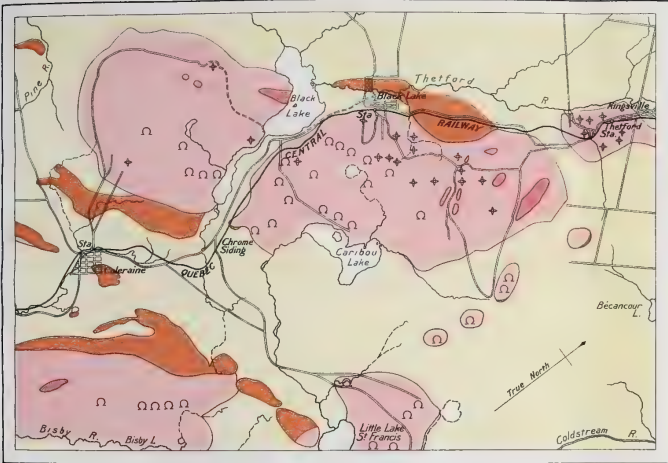 Pine R.
Thetford
R.
Black Lake
Sta
Black
Lake
RAILWAY
Kingsville
Thetford
Sta.
CENTRAL
Chrome
Siding
Caribou
Lake
Sta
QUEBEC
Bécancour
L.
True North
Bisby R.
Bisby L.
Little Lake
St Francis
Coldstream R.